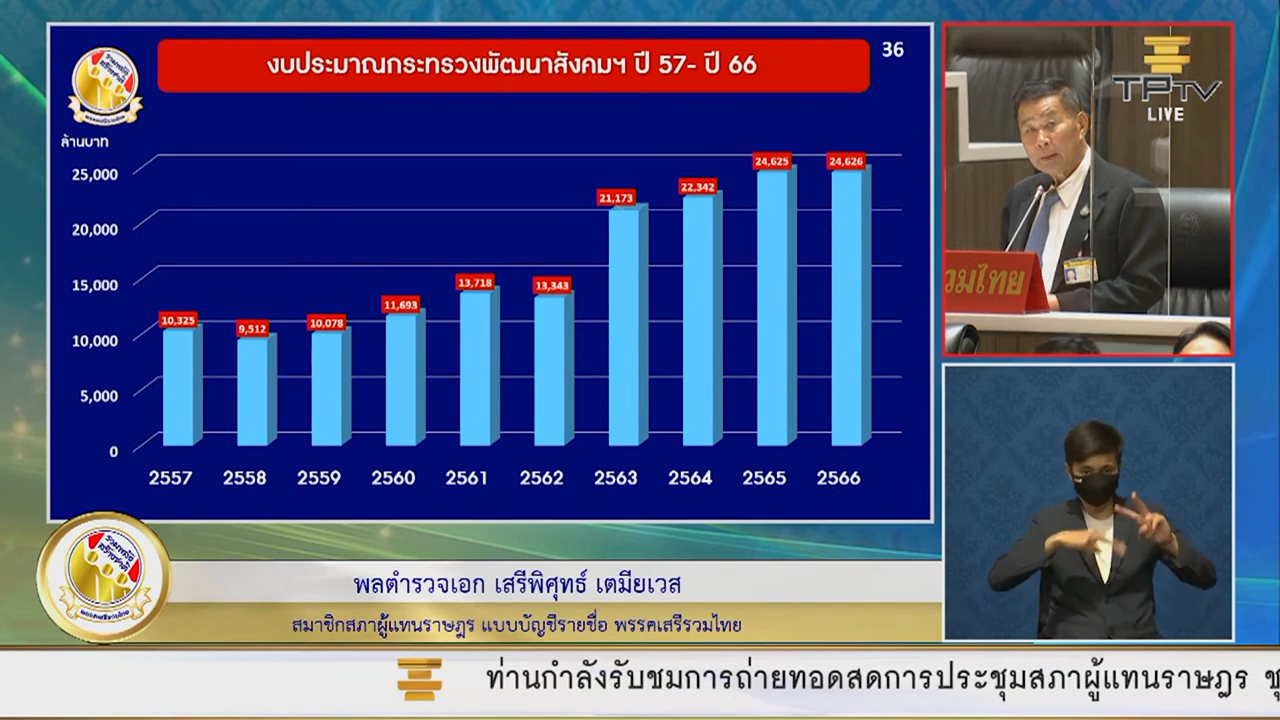 งบประมาณกระทรวงพัฒนาสังคมฯ ปี 57- ปี 66
36
ล้านบาท
25,000
20,000
15,000
10,000
5,000
0
10,325
9,512
10,078
11,693
13,718
13,343
21,173
22,342
24,625
24,626
2557 2558 2559 2560 2561 2562 2563 2564 2565 2566
TPTV
LIVE
วมไทย
พลตำรวจเอก เสรีพิศุทธ์ เตมียเวส
สมาชิกสภาผู้แทนราษฎร แบบบัญชีรายชื่อ พรรคเสรีรวมไทย
ท่านกำลังรับชมการถ่ายทอดสดการประชุมสภาผู้แทนราษฎร ชุ